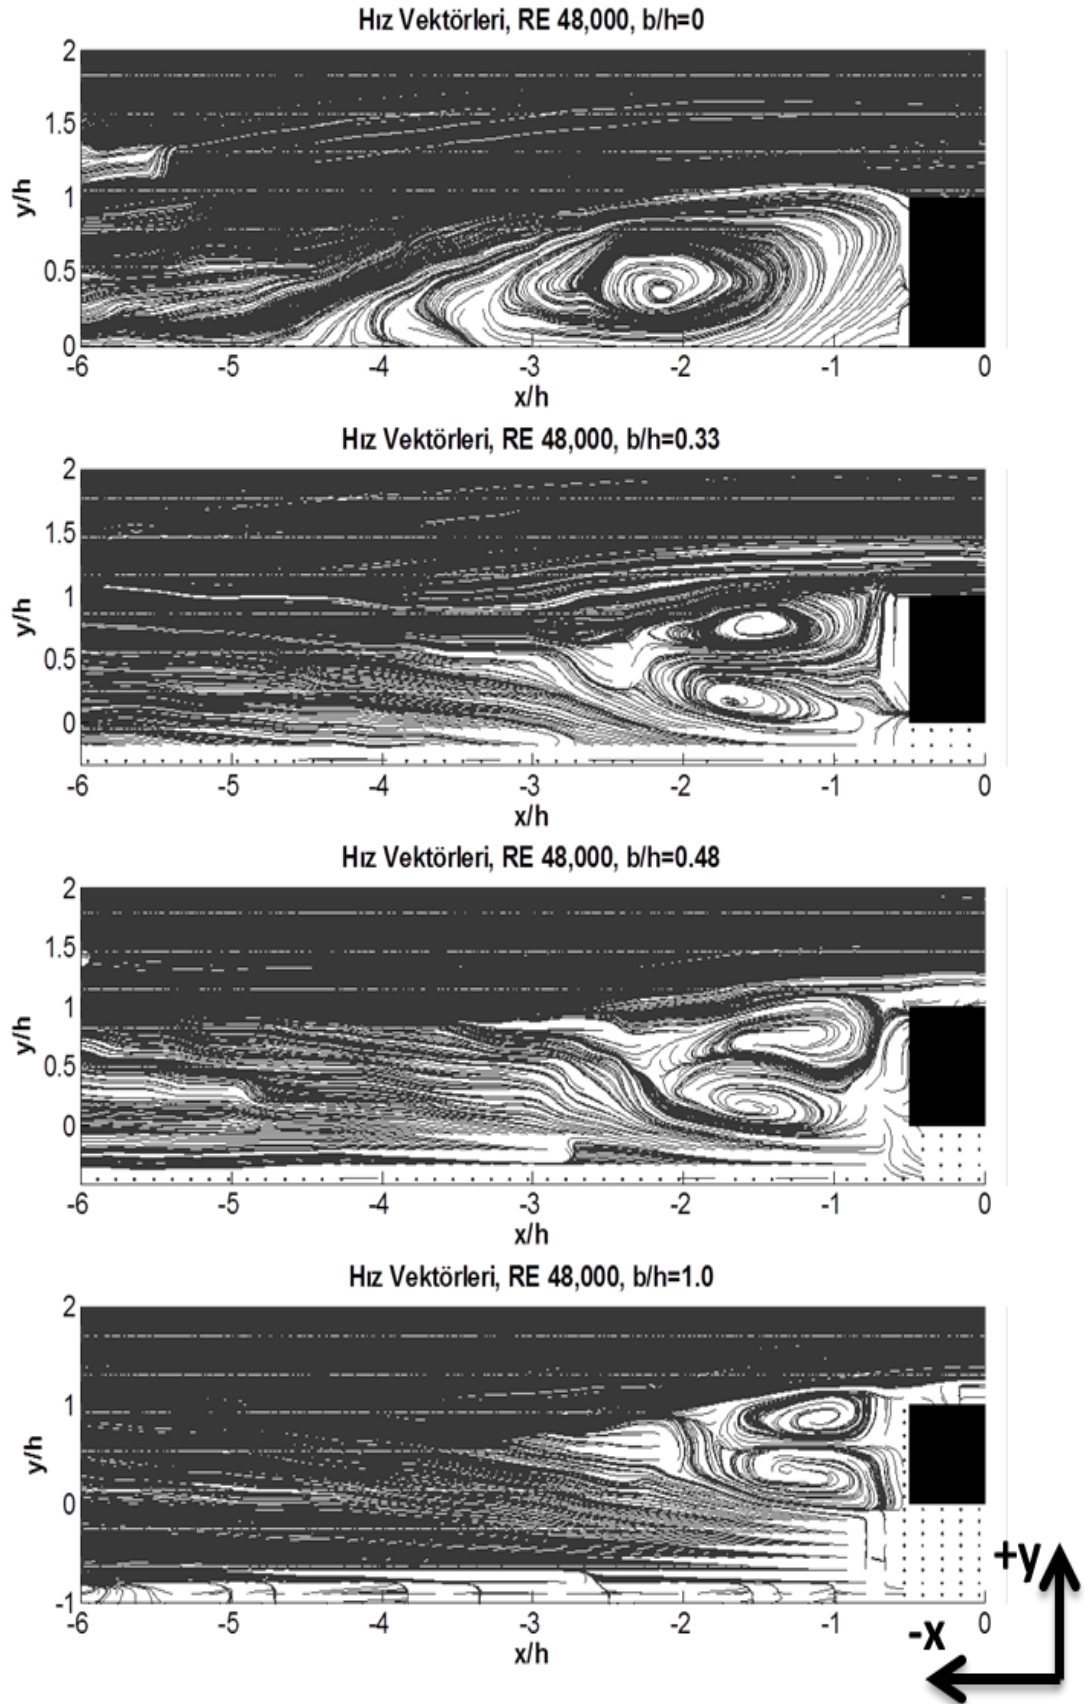 Hız Vektörleri, RE 48,000, b/h=0
2
1.5
1
0.5
0
y/h
-6 -5 -4 -3 -2 -1 0
x/h
Hız Vektörleri, RE 48,000, b/h=0.33
2
1.5
1
0.5
0
y/h
-6 -5 -4 -3 -2 -1 0
x/h
Hız Vektörleri, RE 48,000, b/h=0.48
2
1.5
1
0.5
0
y/h
-6 -5 -4 -3 -2 -1 0
x/h
Hız Vektörleri, RE 48,000, b/h=1.0
2
1
0
-1
y/h
-6 -5 -4 -3 -2 -1 0
x/h
+y
-x